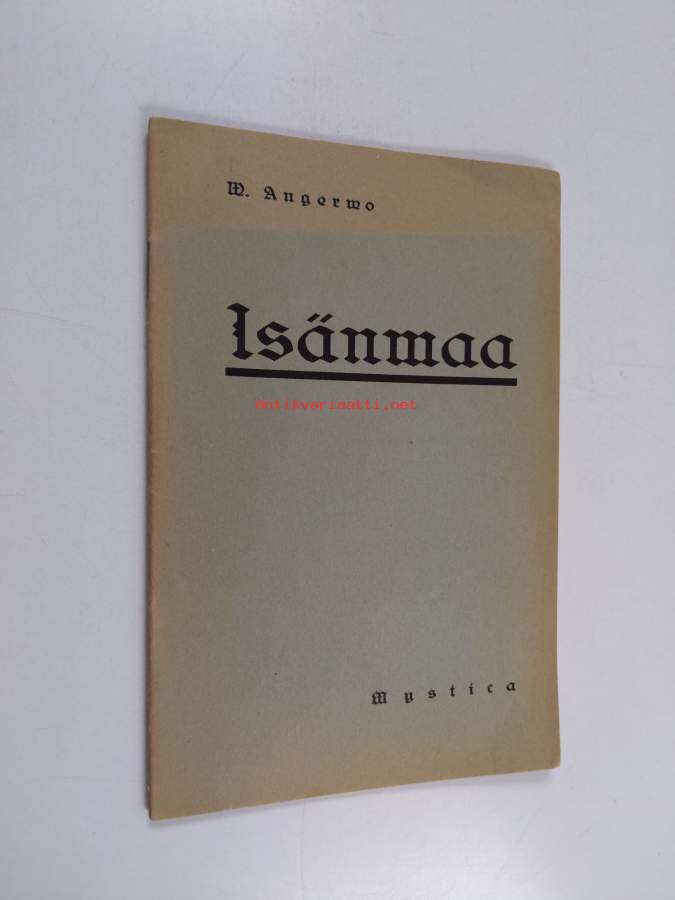 W. Angerwo
Isänmaa
antikvariaatti.net
Mystica